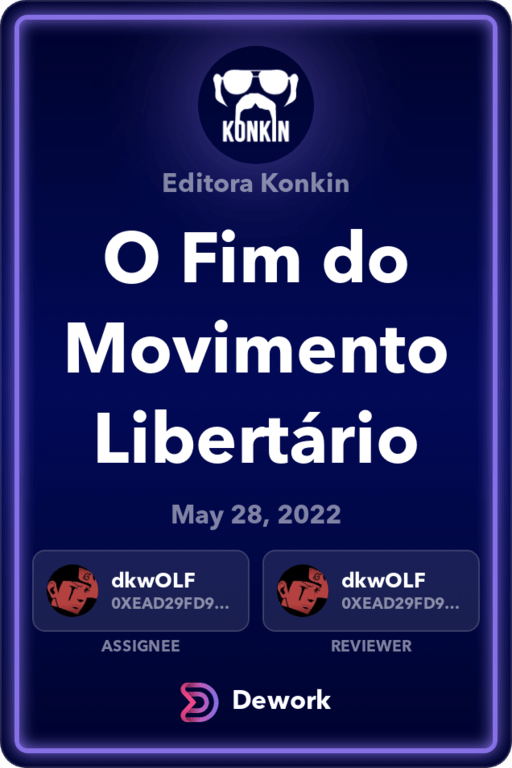 KONKIN
Editora Konkin
O Fim do
Movimento
Libertário
May 28, 2022
dkwOLF
0XEAD29FD9...
ASSIGNEE
dkwOLF
0XEAD29FD9...
REVIEWER
Dework